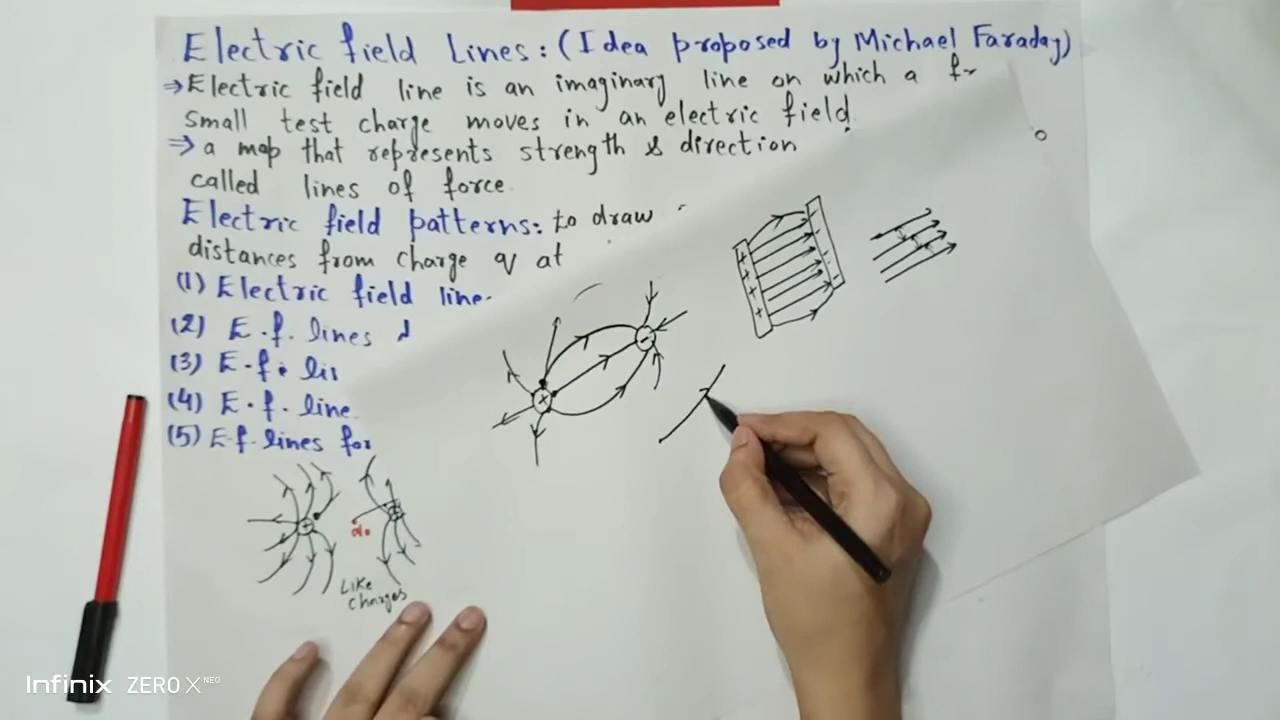 Electric field Lines: (Idea proposed by Michael Faraday)
⇒ Electric field line is an imaginary line on which a
small test charge moves in an electric field.
⇒ a map that represents strength & direction
called lines of force
Electric field patterns: to draw
distances from charge q at
(1) Electric field line
(2) E.f. lines
(3) E.f.
(4) E.f. line
(5) E.f. lines for
Like
charges
Infinix ZERO X NEO